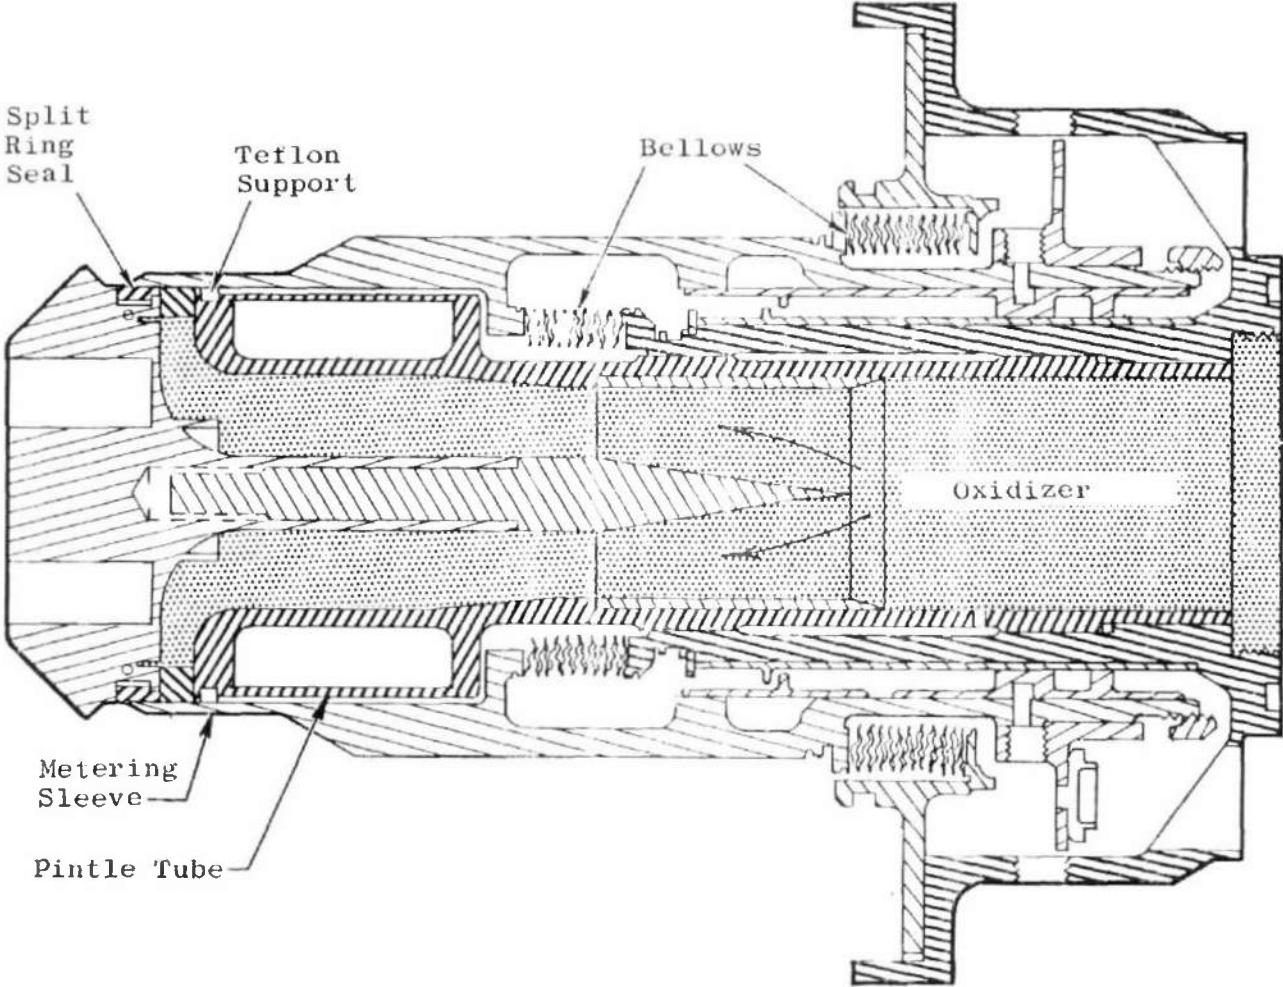 Split
Ring
Seal
Teflon
Support
Bellows
Oxidizer
Metering
Sleeve
Pintle Tube